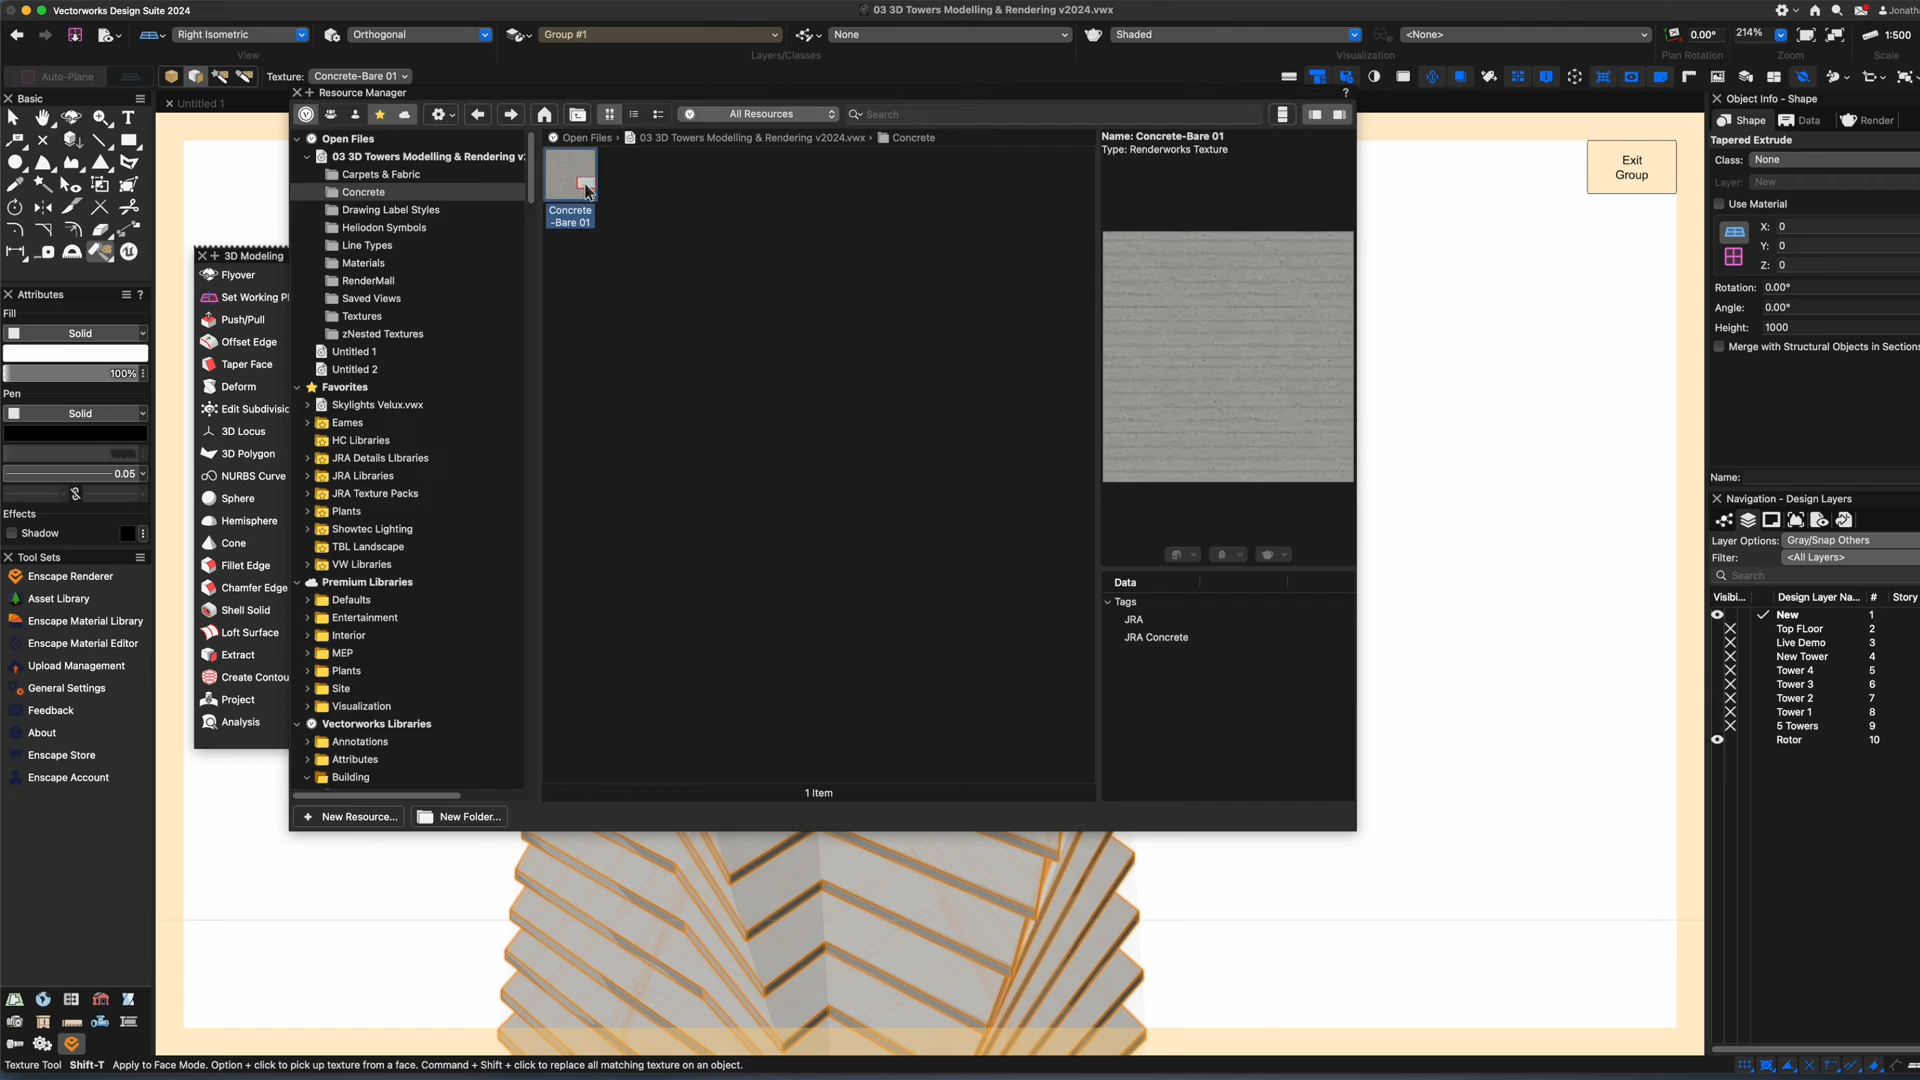 Vectorworks Design Suite 2024
03 3D Towers Modelling & Rendering v2024.vwx
Jonath
Right Isometric
Orthogonal
Group #1
None
Shaded
<None>
0.00°
214%
1:500
View
Layers/Classes
Visualization
Plan Rotation
Zoom
Scale
Auto-Plane
Texture: Concrete-Bare 01
Basic
Untitled 1
Resource Manager
?
All Resources
Search
Open Files
03 3D Towers Modelling & Rendering v2024.vwx
Concrete
Open Files
03 3D Towers Modelling & Rendering v:
Carpets & Fabric
Concrete
Drawing Label Styles
Heliodon Symbols
Line Types
Materials
RenderMall
Saved Views
Textures
zNested Textures
Untitled 1
Untitled 2
Favorites
Skylights Velux.vwx
Eames
HC Libraries
JRA Details LIbraries
JRA Libraries
JRA Texture Packs
Plants
Showtec Lighting
TBL Landscape
VW Libraries
Premium Libraries
Defaults
Entertainment
Interior
MEP
Plants
Site
Visualization
Vectorworks Libraries
Annotations
Attributes
Building
New Resource...
New Folder...
Concrete
-Bare 01
1 Item
Name: Concrete-Bare 01
Type: Renderworks Texture
Data
Tags
JRA
JRA Concrete
Attributes
?
Fill
Solid
100%
Pen
Solid
100%
0.05
Effects
Shadow
Tool Sets
Enscape Renderer
Asset Library
Enscape Material Library
Enscape Material Editor
Upload Management
General Settings
Feedback
About
Enscape Store
Enscape Account
3D Modeling
Flyover
Set Working Pl
Push/Pull
Offset Edge
Taper Face
Deform
Edit Subdivisic
3D Locus
3D Polygon
NURBS Curve
Sphere
Hemisphere
Cone
Fillet Edge
Chamfer Edge
Shell Solid
Loft Surface
Extract
Create Contou
Project
Analysis
Exit
Group
Object Info - Shape
Shape
Data
Render
Tapered Extrude
Class: None
Layer: New
Use Material
X: 0
Y: 0
Z: 0
Rotation: 0.00°
Angle: 0.00°
Height: 1000
Merge with Structural Objects in Sections
Name:
Navigation - Design Layers
Layer Options: Gray/Snap Others
Filter: <All Layers>
Search
Visibi... Design Layer Na... # Story
New 1
Top FLoor 2
Live Demo 3
New Tower 4
Tower 4 5
Tower 3 6
Tower 2 7
Tower 1 8
5 Towers 9
Rotor 10
Texture Tool Shift-T Apply to Face Mode. Option + click to pick up texture from a face. Command + Shift + click to replace all matching texture on an object.